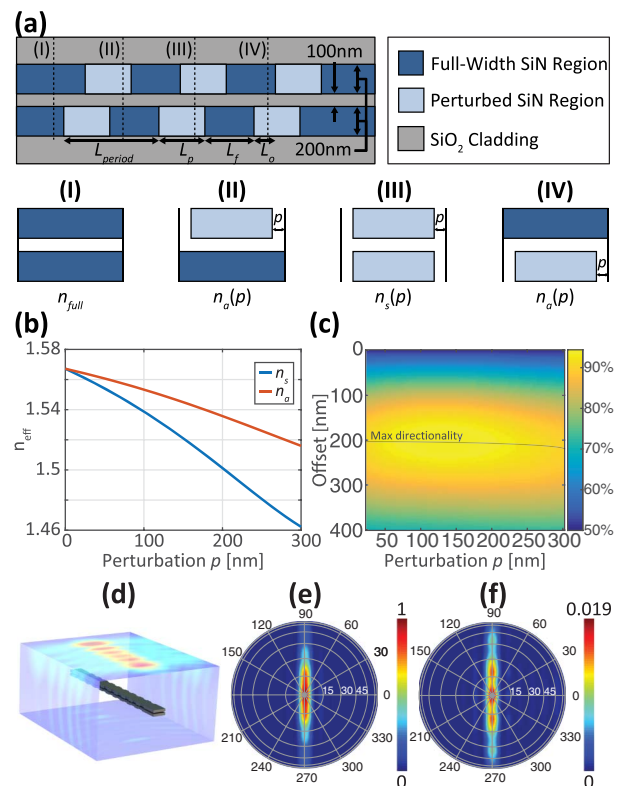 (a)
(I) (II) (III) (IV)
100nm
L_period L_p L_f L_o
200nm
Full-Width SiN Region
Perturbed SiN Region
SiO₂ Cladding
(I) (II) (III) (IV)
p p p
n_full n_a(p) n_s(p) n_a(p)
(b)
1.58
1.54
1.5
1.46
n_eff
n_s
n_a
0 100 200 300
Perturbation p [nm]
(c)
0
100
200
300
400
Offset [nm]
Max directionality
50 100 150 200 250 300
Perturbation p [nm]
90%
80%
70%
60%
50%
(d)
(e)
90
120 60
150 30
15 30 45 0
210 330
240 300
270
1
0
(f)
90
120 60
150 30
15 30 45 0
210 330
240 300
270
0.019
0